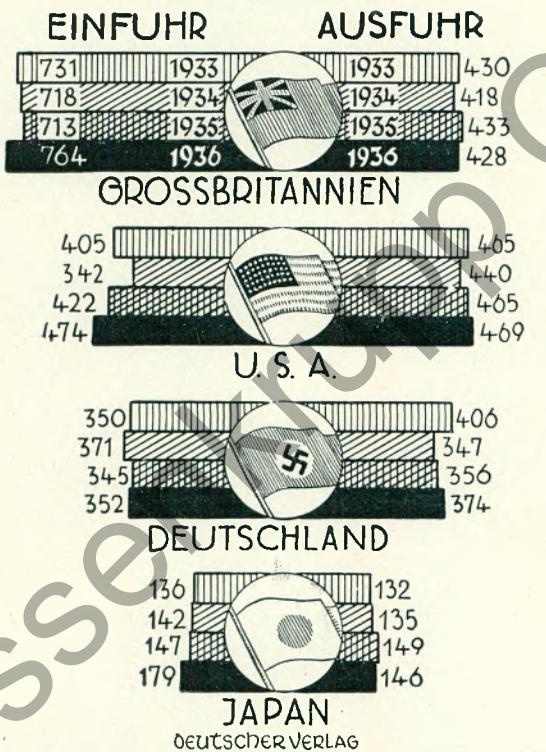 EINFUHR AUSFUHR
731 1933 1933 430
718 1934 1934 418
713 1935 1935 433
764 1936 1936 428
GROSSBRITANNIEN
405 465
342 440
422 465
474 469
U. S. A.
350 406
371 347
345 356
352 374
DEUTSCHLAND
136 132
142 135
147 149
179 146
JAPAN
DEUTSCHER VERLAG